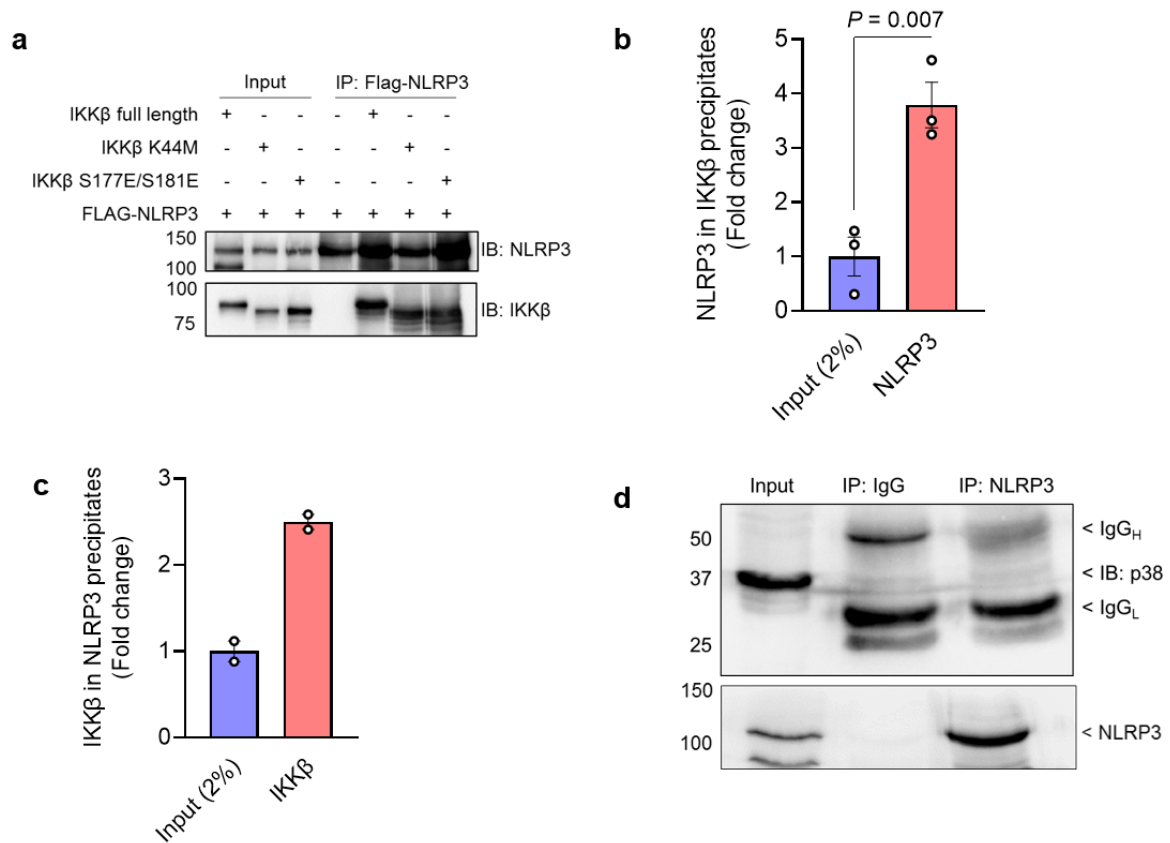 a
Input IP: Flag-NLRP3
IKKβ full length + - - - + - -
IKKβ K44M - + - - - + -
IKKβ S177E/S181E - - + - - - +
FLAG-NLRP3 + + + + + + +
150
100
IB: NLRP3
100
75
IB: IKKβ
b
P = 0.007
NLRP3 in IKKβ precipitates
(Fold change)
5
4
3
2
1
0
Input (2%)
NLRP3
c
IKKβ in NLRP3 precipitates
(Fold change)
3
2
1
0
Input (2%)
IKKβ
d
Input IP: IgG IP: NLRP3
50
37
25
< IgGH
< IB: p38
< IgGL
150
100
< NLRP3